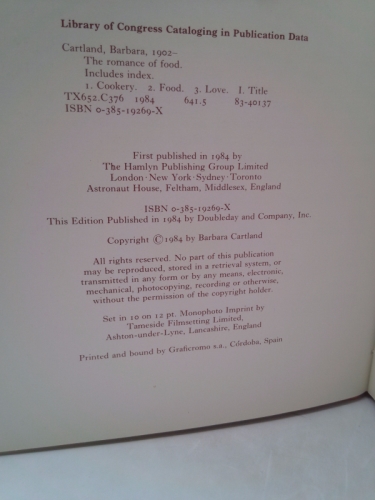 Library of Congress Cataloging in Publication Data
Cartland, Barbara, 1902–
The romance of food.
Includes index.
1. Cookery. 2. Food. 3. Love. I. Title
TX652.C376 1984 641.5 83-40137
ISBN 0-385-19269-X
First published in 1984 by
The Hamlyn Publishing Group Limited
London · New York · Sydney · Toronto
Astronaut House, Feltham, Middlesex, England
ISBN 0-385-19269-X
This Edition Published in 1984 by Doubleday and Company, Inc.
Copyright © 1984 by Barbara Cartland
All rights reserved. No part of this publication
may be reproduced, stored in a retrieval system, or
transmitted in any form or by any means, electronic,
mechanical, photocopying, recording or otherwise,
without the permission of the copyright holder.
Set in 10 on 12 pt. Monophoto Imprint by
Tameside Filmsetting Limited,
Ashton-under-Lyne, Lancashire, England
Printed and bound by Graficromo s.a., Córdoba, Spain